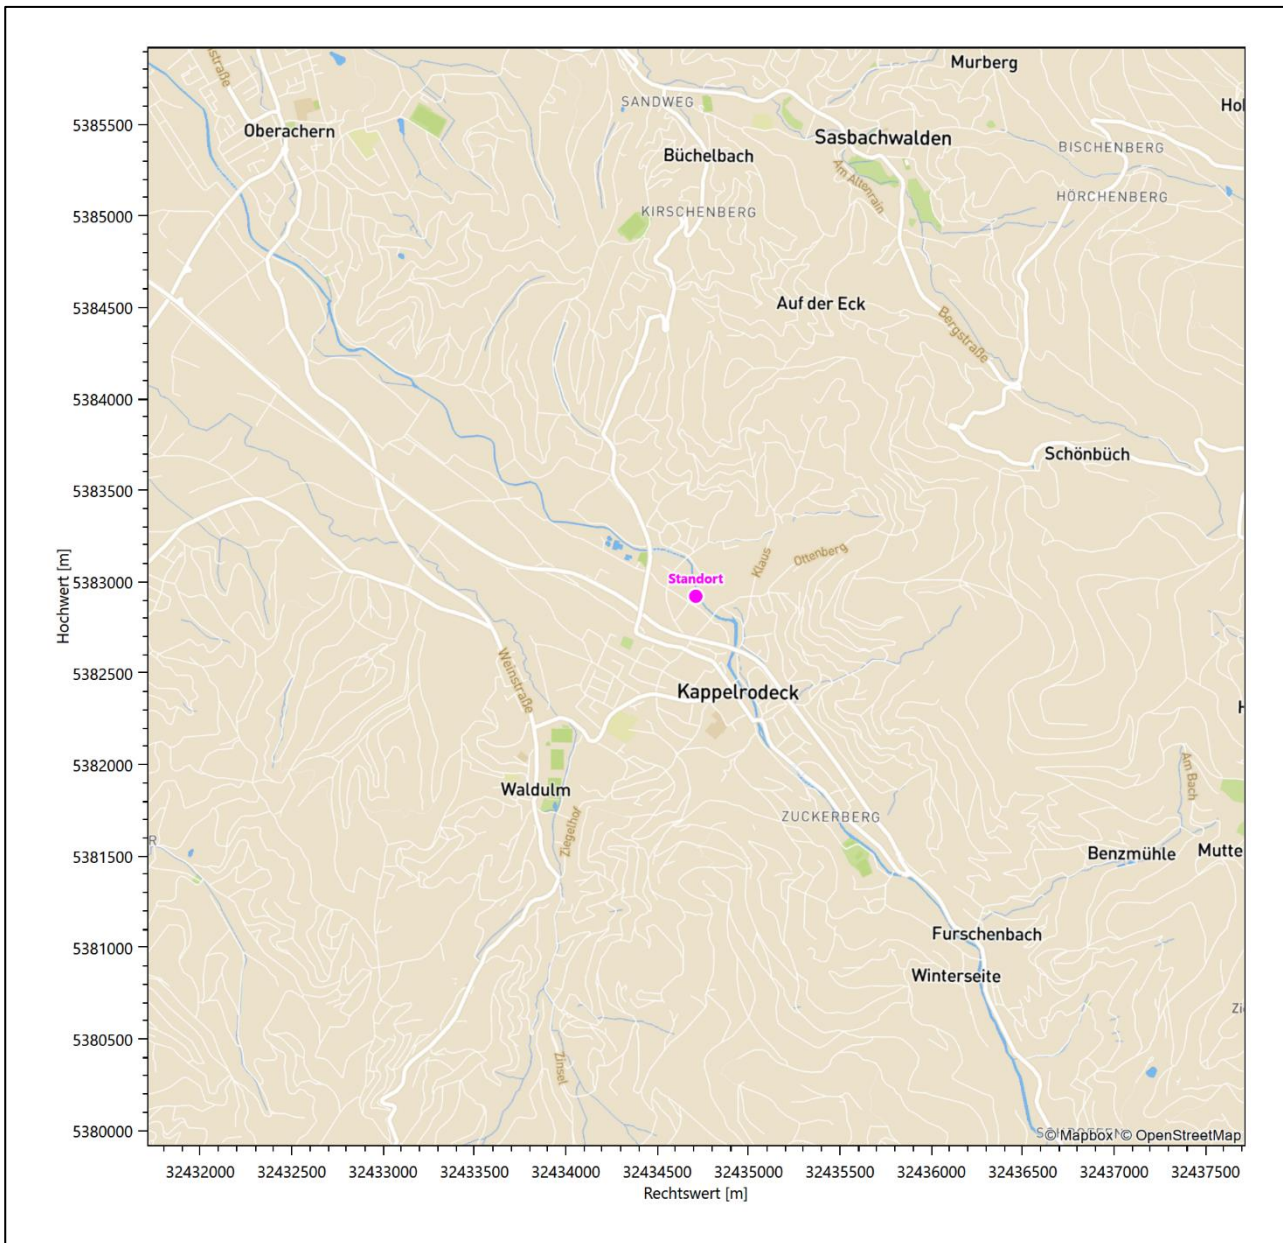 Murberg
SANDWEG
Oberachern
Sasbachwalden
BISCHENBERG
Büchelbach
Am Altenrain
HÖRCHENBERG
KIRSCHENBERG
Auf der Eck
Bergstraße
Schönbüch
Klaus
Ottenberg
Standort
Weinstraße
Kappelrodeck
Waldulm
Am Bach
ZUCKERBERG
Ziegelhof
Benzmühle
Mutte
Furschenbach
Winterseite
Zinsel
© Mapbox © OpenStreetMap
Hochwert [m]
5385500
5385000
5384500
5384000
5383500
5383000
5382500
5382000
5381500
5381000
5380500
5380000
32432000 32432500 32433000 32433500 32434000 32434500 32435000 32435500 32436000 32436500 32437000 32437500
Rechtswert [m]